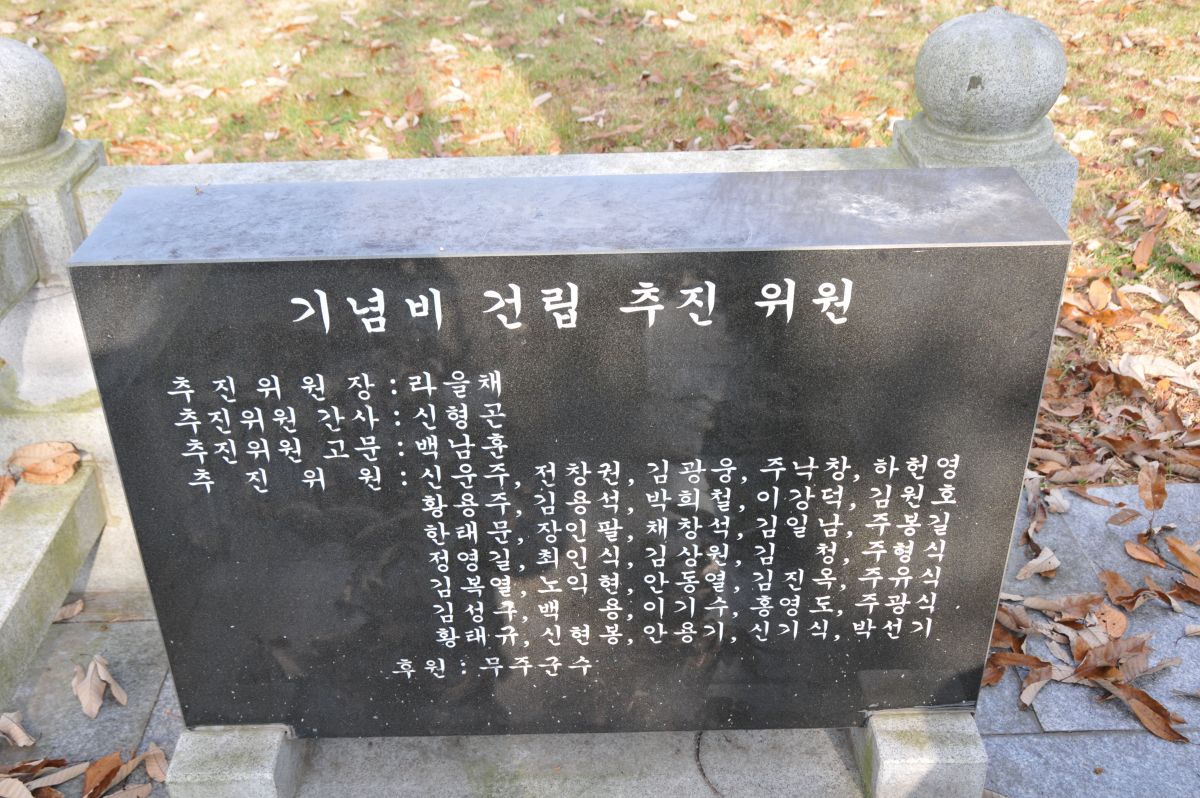 기념비 건립 추진 위원
추 진 위 원 장 : 라을채
추진위원 간사 : 신형곤
추진위원 고문 : 백남훈
추 진 위 원 : 신운주, 전창권, 김광웅, 주낙창, 하헌영
황용주, 김용석, 박희철, 이강덕, 김원호
한태문, 장인팔, 채창석, 김일남, 주봉길
정영길, 최인식, 김상원, 김 청, 주형식
김복열, 노익현, 안동열, 김진옥, 주유식
김성구, 백 용, 이기수, 홍영도, 주광식
황태규, 신현봉, 안용기, 신기식, 박선기
후원 : 무주군수